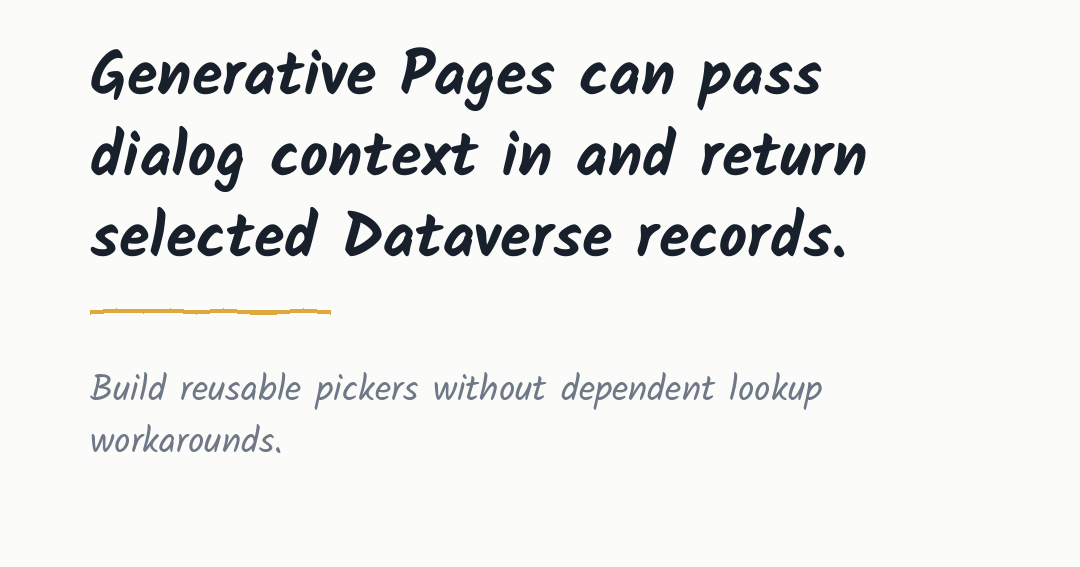 Generative Pages can pass
dialog context in and return
selected Dataverse records.
Build reusable pickers without dependent lookup
workarounds.